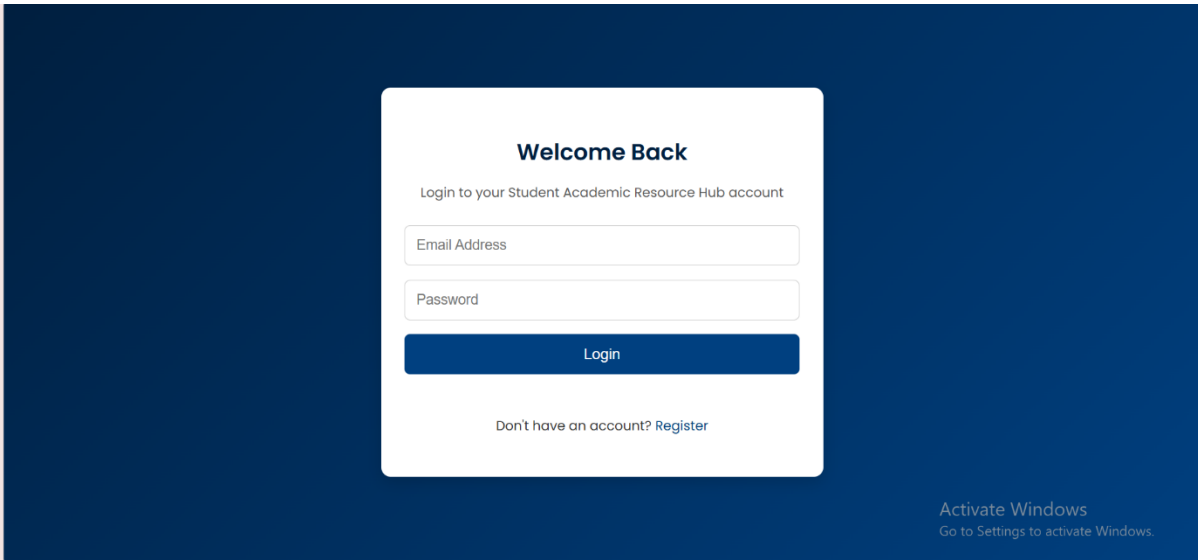 Welcome Back
Login to your Student Academic Resource Hub account
Email Address
Password
Login
Don't have an account? Register
Activate Windows
Go to Settings to activate Windows.